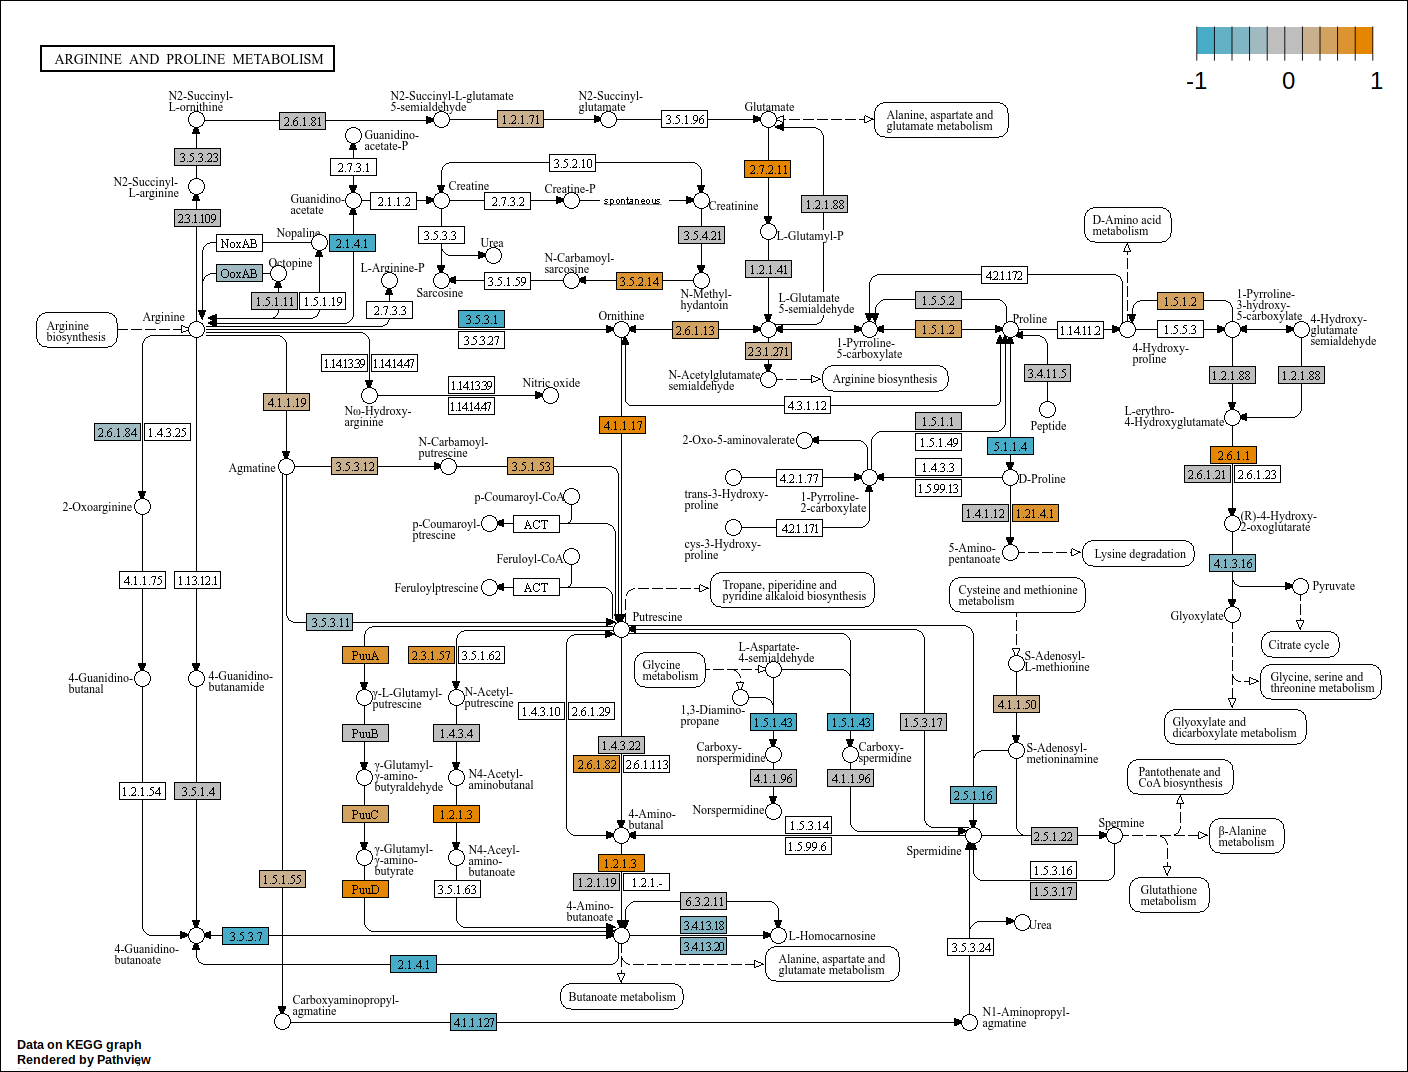 ARGININE AND PROLINE METABOLISM
-1
0
1
N2-Succinyl-
L-ornithine
2.6.1.81
N2-Succinyl-L-glutamate
5-semialdehyde
1.2.1.71
N2-Succinyl-
glutamate
3.5.1.96
Glutamate
Alanine, aspartate and
glutamate metabolism
Guanidino-
acetate-P
3.5.3.23
2.7.3.1
3.5.2.10
2.7.2.11
N2-Succinyl-
L-arginine
Guanidino-
acetate
2.1.1.2
Creatine
2.7.3.2
Creatine-P
spontaneous
Creatinine
1.2.1.88
2.3.1.109
NoxAB
Nopaline
2.1.4.1
3.5.3.3
Urea
3.5.4.21
L-Glutamyl-P
D-Amino acid
metabolism
OoxAB
Octopine
L-Arginine-P
Sarcosine
3.5.1.59
N-Carbamoyl-
sarcosine
3.5.2.14
N-Methyl-
hydantoin
1.2.1.41
4.2.1.172
1.5.1.11
1.5.1.19
2.7.3.3
L-Glutamate
5-semialdehyde
1.5.5.2
1.5.1.2
1-Pyrroline-
3-hydroxy-
5-carboxylate
Arginine
biosynthesis
Arginine
3.5.3.1
3.5.3.27
Ornithine
2.6.1.13
1-Pyrroline-
5-carboxylate
1.5.1.2
Proline
1.14.11.2
4-Hydroxy-
proline
1.5.5.3
4-Hydroxy-
glutamate
semialdehyde
2.3.1.271
1.14.13.39
1.14.14.47
N-Acetylglutamate
semialdehyde
Arginine biosynthesis
3.4.11.5
1.2.1.88
1.2.1.88
Nω-Hydroxy-
arginine
1.14.13.39
1.14.14.47
Nitric oxide
4.1.1.19
4.3.1.12
Peptide
L-erythro-
4-Hydroxyglutamate
2.6.1.84
1.4.3.25
4.1.1.17
1.5.1.1
1.5.1.49
2-Oxo-5-aminovalerate
5.1.1.4
2.6.1.1
2.6.1.21
2.6.1.23
Agmatine
3.5.3.12
N-Carbamoyl-
putrescine
3.5.1.53
1.4.3.3
1.5.99.13
D-Proline
trans-3-Hydroxy-
proline
4.2.1.77
1-Pyrroline-
2-carboxylate
2-Oxoarginine
p-Coumaroyl-CoA
p-Coumaroyl-
ptrescine
ACT
cys-3-Hydroxy-
proline
4.2.1.171
1.4.1.12
1.21.4.1
(R)-4-Hydroxy-
2-oxoglutarate
Feruloyl-CoA
Feruloylptrescine
ACT
5-Amino-
pentanoate
Lysine degradation
4.1.3.16
Pyruvate
4.1.1.75
1.13.12.1
Tropane, piperidine and
pyridine alkaloid biosynthesis
Cysteine and methionine
metabolism
Glyoxylate
Citrate cycle
3.5.3.11
Putrescine
PuuA
2.3.1.57
3.5.1.62
Glycine
metabolism
L-Aspartate-
4-semialdehyde
S-Adenosyl-
L-methionine
Glycine, serine and
threonine metabolism
4-Guanidino-
butanal
4-Guanidino-
butanamide
γ-L-Glutamyl-
putrescine
N-Acetyl-
putrescine
1.4.3.10
2.6.1.29
1,3-Diamino-
propane
1.5.1.43
1.5.1.43
1.5.3.17
4.1.1.50
Glyoxylate and
dicarboxylate metabolism
PuuB
1.4.3.4
1.4.3.22
2.6.1.82
2.6.1.113
Carboxy-
norspermidine
Carboxy-
spermidine
S-Adenosyl-
metioninamine
γ-Glutamyl-
γ-amino-
butyraldehyde
N4-Acetyl-
aminobutanal
4.1.1.96
4.1.1.96
Pantothenate and
CoA biosynthesis
1.2.1.54
3.5.1.4
2.5.1.16
PuuC
1.2.1.3
4-Amino-
butanal
Norspermidine
1.5.3.14
1.5.99.6
Spermidine
2.5.1.22
Spermine
β-Alanine
metabolism
γ-Glutamyl-
γ-amino-
butyrate
N4-Aceyl-
amino-
butanoate
1.2.1.3
1.5.3.16
1.5.3.17
Glutathione
metabolism
1.5.1.55
PuuD
3.5.1.63
1.2.1.19
1.2.1.-
6.3.2.11
4-Amino-
butanoate
3.4.13.18
3.4.13.20
L-Homocarnosine
Urea
3.5.3.24
4-Guanidino-
butanoate
3.5.3.7
2.1.4.1
Alanine, aspartate and
glutamate metabolism
Butanoate metabolism
Carboxyaminopropyl-
agmatine
4.1.1.127
N1-Aminopropyl-
agmatine
Data on KEGG graph
Rendered by Pathview